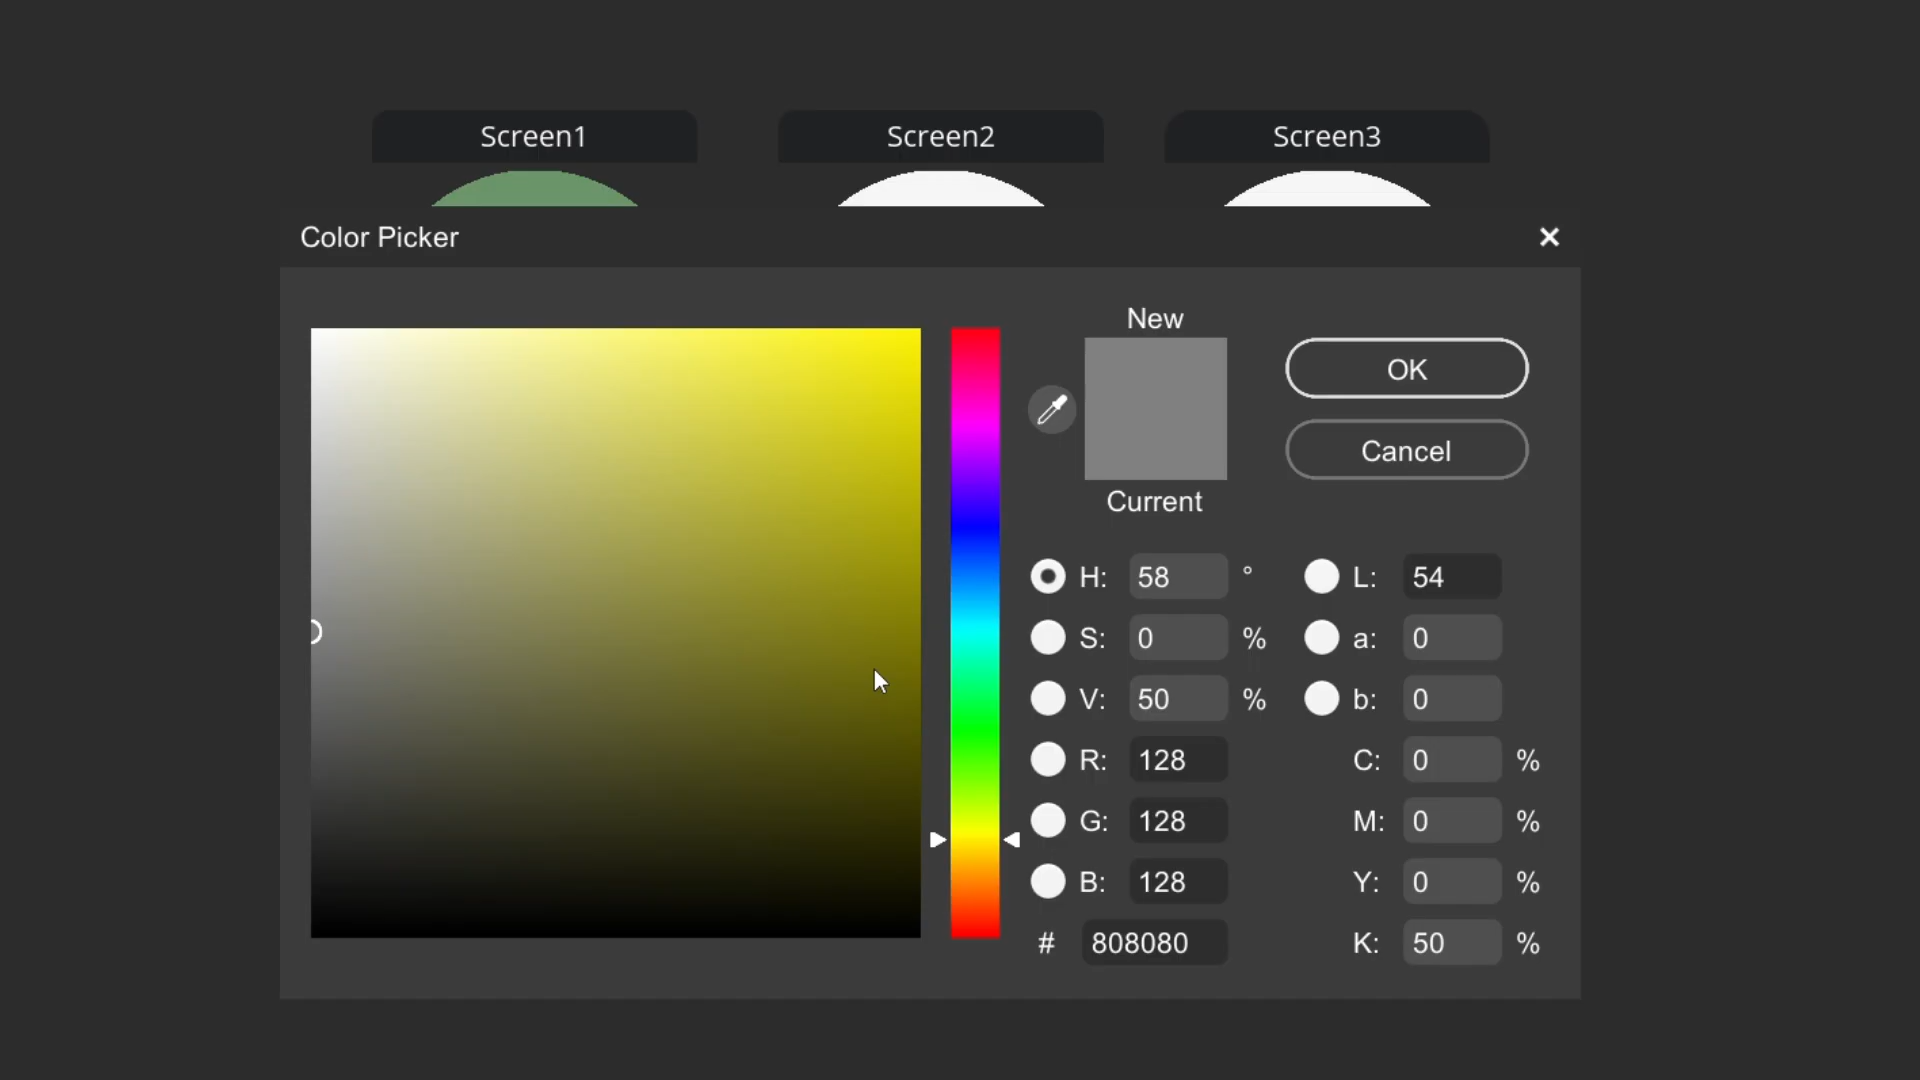 Screen1 Screen2 Screen3
Color Picker
New
OK
Cancel
Current
H: 58 ° L: 54
S: 0 % a: 0
V: 50 % b: 0
R: 128 C: 0 %
G: 128 M: 0 %
B: 128 Y: 0 %
# 808080 K: 50 %